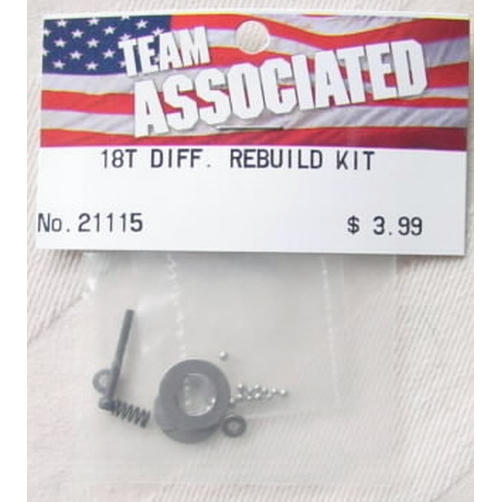 TEAM
ASSOCIATED
18T DIFF. REBUILD KIT
No. 21115 $ 3.99